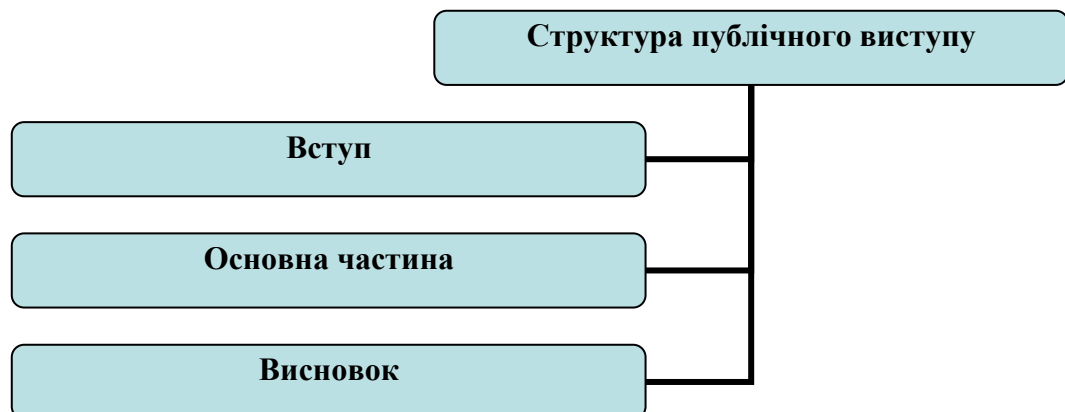 Структура публічного виступу
Вступ
Основна частина
Висновок